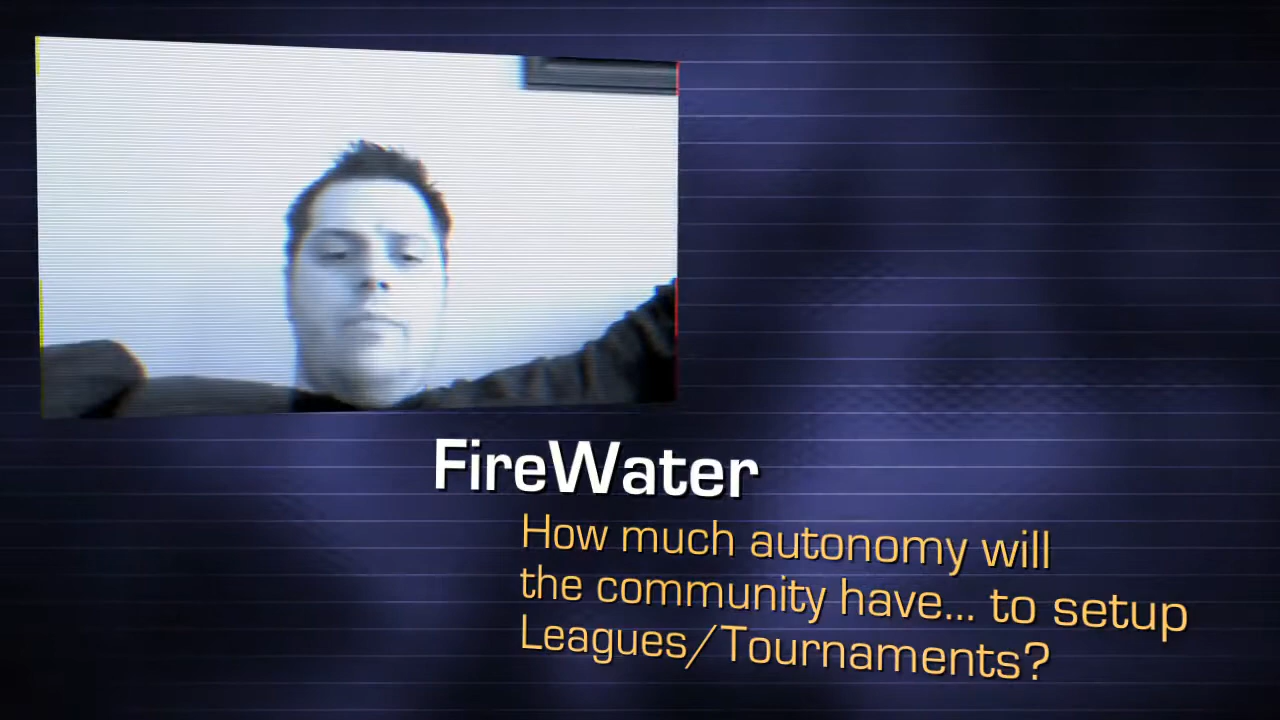 FireWater
How much autonomy will
the community have... to setup
Leagues/Tournaments?